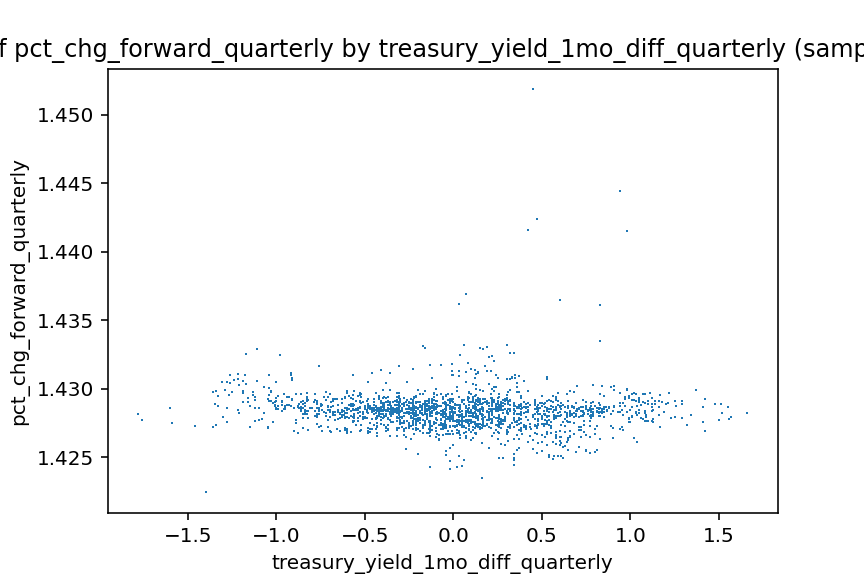 f pct_chg_forward_quarterly by treasury_yield_1mo_diff_quarterly (samp
1.450
1.445
1.440
1.435
1.430
1.425
pct_chg_forward_quarterly
−1.5 −1.0 −0.5 0.0 0.5 1.0 1.5
treasury_yield_1mo_diff_quarterly